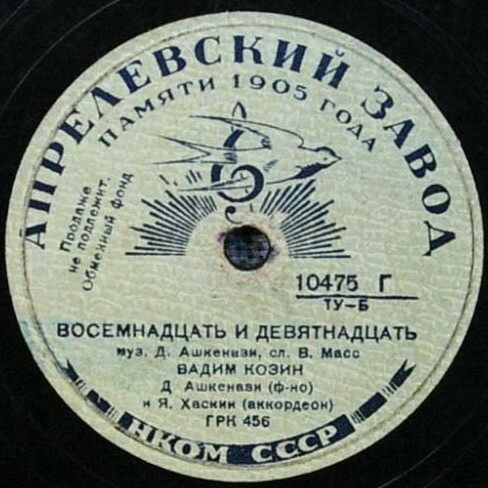 АПРЕЛЕВСКИЙ ЗАВОД
ПАМЯТИ 1905 ГОДА
Продаже
не подлежит.
Обменный фонд
10475 Г
ТУ-Б
ВОСЕМНАДЦАТЬ И ДЕВЯТНАДЦАТЬ
муз. Д. Ашкенази, сл. В. Масс
ВАДИМ КОЗИН
Д Ашкенази (ф-но)
и Я. Хаскин (аккордеон)
ГРК 456
НКОМ СССР